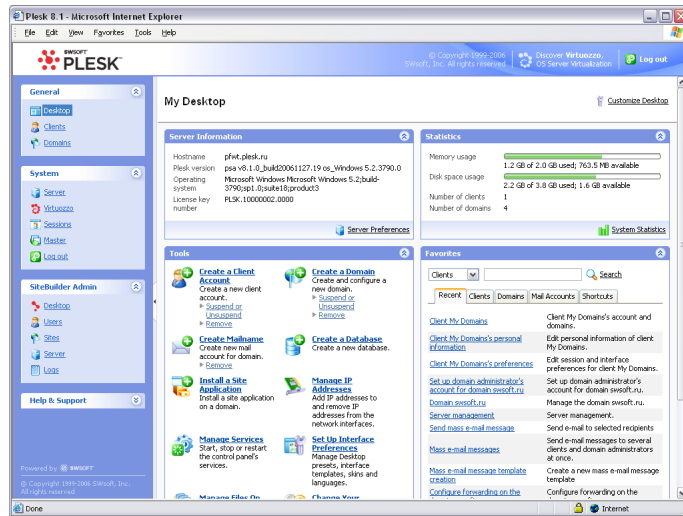 Plesk 8.1 - Microsoft Internet Explorer
File Edit View Favorites Tools Help
SWSOFT
PLESK
© Copyright 1999-2006
SWsoft, Inc. All rights reserved
Discover Virtuozzo,
OS Server Virtualization
Log out
General
Desktop
Clients
Domains
System
Server
Virtuozzo
Sessions
Master
Log out
SiteBuilder Admin
Desktop
Users
Sites
Server
Logs
Help & Support
Powered by SWSOFT
© Copyright 1999-2006 SWsoft, Inc.
All rights reserved
My Desktop
Customize Desktop
Server Information
Hostname pfwt.plesk.ru
Plesk version psa v8.1.0_build20061127.19 os_Windows 5.2.3790.0
Operating system Microsoft Windows Microsoft Windows 5.2;build-
3790;sp1.0;suite18;product3
License key number PLSK.10000002.0000
Server Preferences
Statistics
Memory usage
1.2 GB of 2.0 GB used; 763.5 MB available
Disk space usage
2.2 GB of 3.8 GB used; 1.6 GB available
Number of clients 1
Number of domains 4
System Statistics
Tools
Create a Client
Account
Create a new client
account.
Suspend or
Unsuspend
Remove
Create a Domain
Create and configure a
new domain.
Suspend or
Unsuspend
Remove
Create Mailname
Create new mail
account for domain.
Remove
Create a Database
Create a new database.
Install a Site
Application
Install a site application
on a domain.
Manage IP
Addresses
Add IP addresses to
and remove IP
addresses from the
network interfaces.
Manage Services
Start, stop or restart
the control panel's
services.
Set Up Interface
Preferences
Manage Desktop
presets, interface
templates, skins and
languages.
Manage Files On
Change Your
Favorites
Clients
Search
Recent Clients Domains Mail Accounts Shortcuts
Client My Domains
Client My Domains's account and
domains.
Client My Domains's personal
information
Edit personal information of client
My Domains.
Client My Domains's preferences
Edit session and interface
preferences for client My Domains.
Set up domain administrator's
account for domain swsoft.ru
Set up domain administrator's
account for domain swsoft.ru.
Domain swsoft.ru
Manage the domain swsoft.ru.
Server management
Server management.
Send mass e-mail message
Send e-mail to selected recipients
Mass e-mail messages
Send e-mail messages to several
clients and domain administrators
at once.
Mass e-mail message template
creation
Create a new mass e-mail message
template
Configure forwarding on the
Configure forwarding on the
Done
Internet